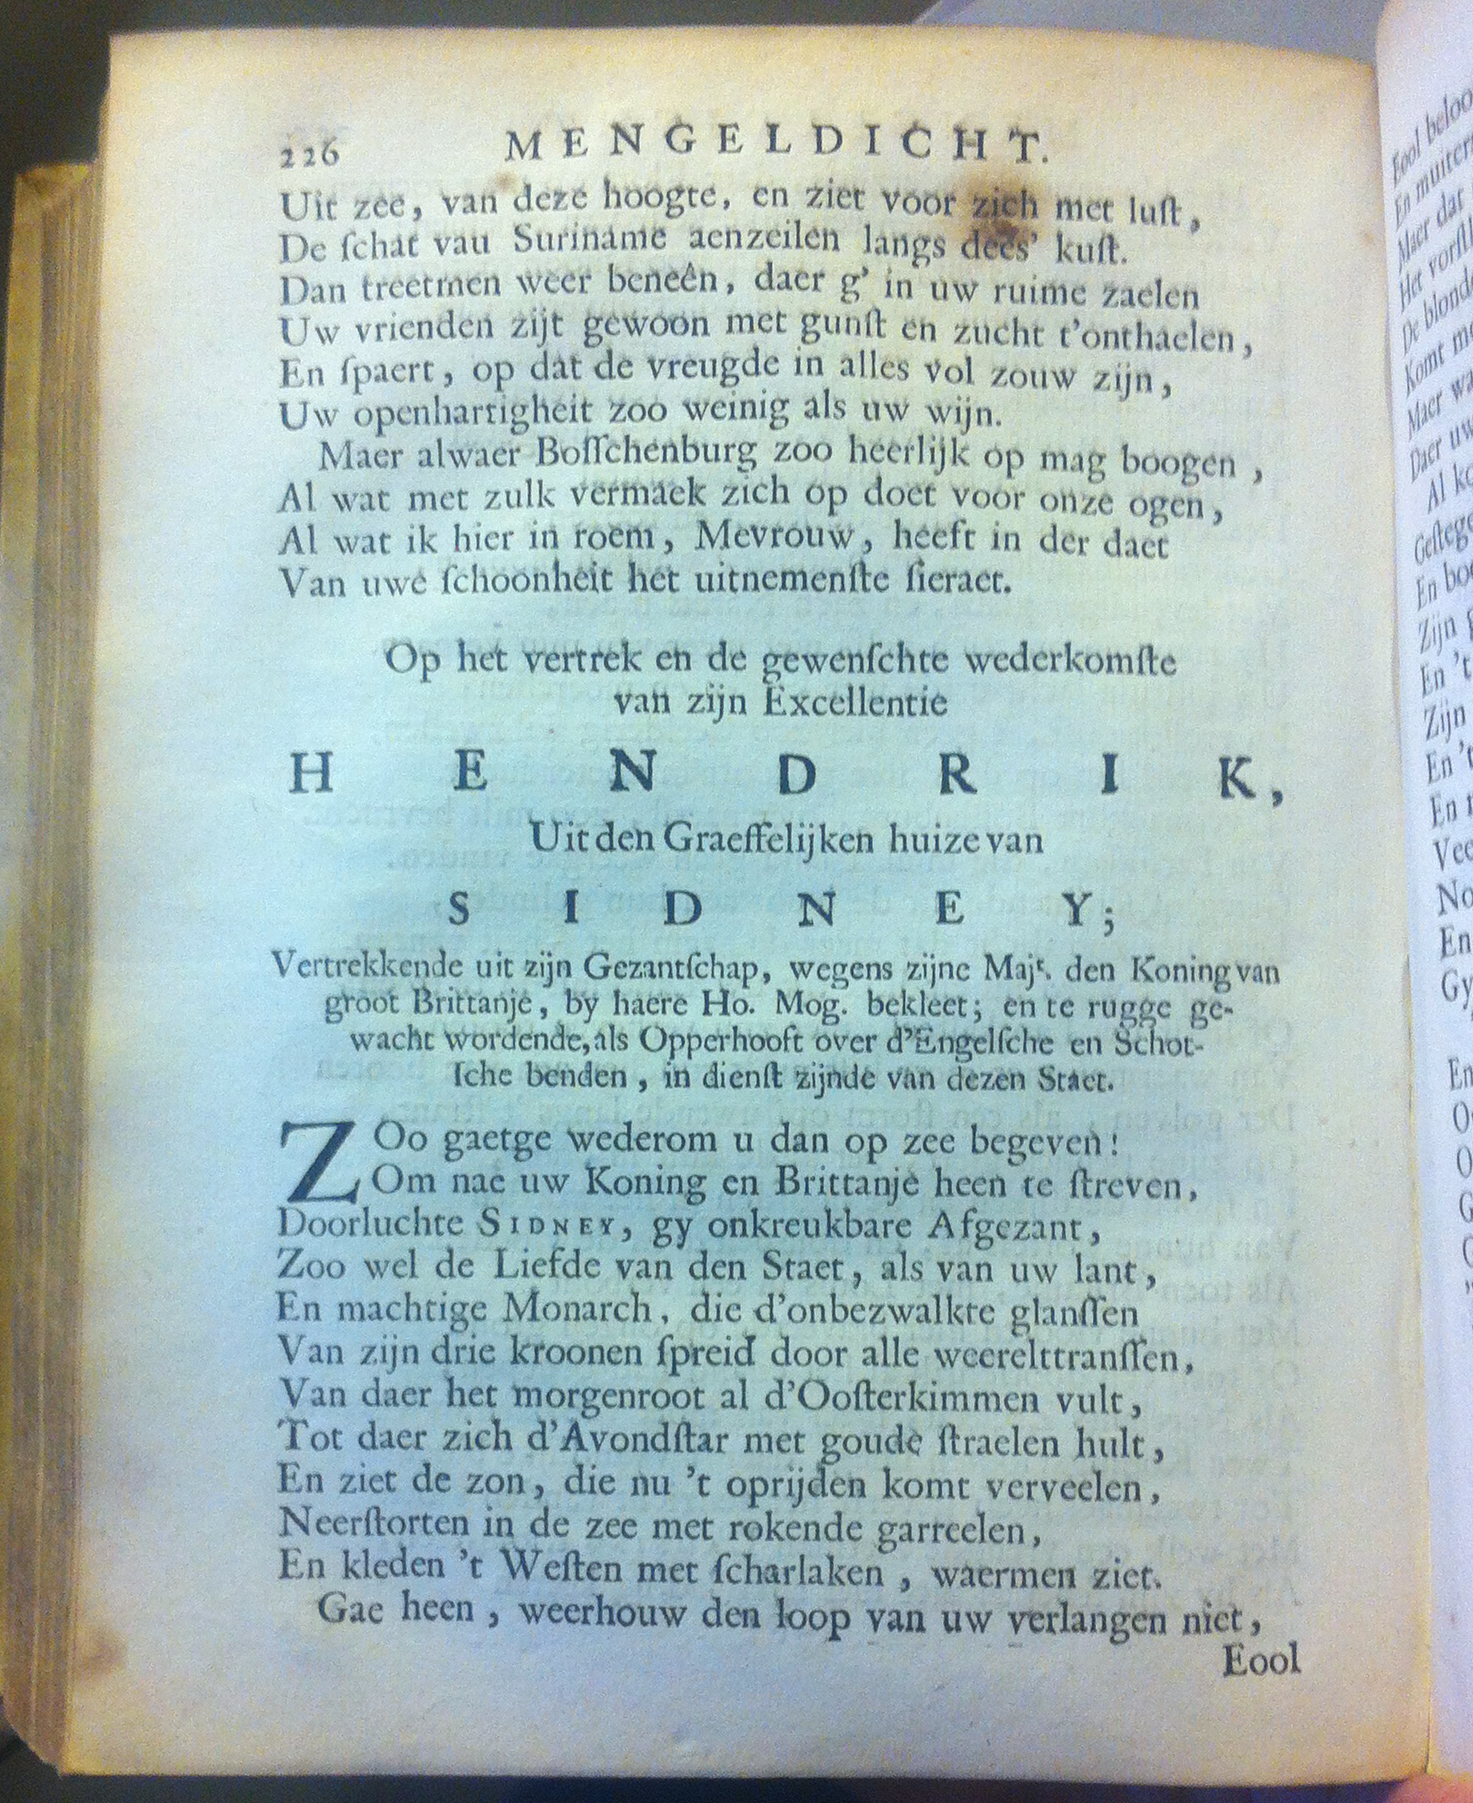 226 MENGELDICHT.
Uit zee, van deze hoogte, en ziet voor zich met luſt,
De ſchat vau Suriname aenzeilen langs dees' kuſt.
Dan treetmen weer beneên, daer g' in uw ruime zaelen
Uw vrienden zijt gewoon met gunſt en zucht t'onthaelen,
En ſpaert, op dat de vreugde in alles vol zouw zijn,
Uw openhartigheit zoo weinig als uw wijn.
Maer alwaer Boſſchenburg zoo heerlijk op mag boogen,
Al wat met zulk vermaek zich op doet voor onze ogen,
Al wat ik hier in roem, Mevrouw, heeft in der daet
Van uwe ſchoonheit het uitnemenſte ſieraet.
Op het vertrek en de gewenſchte wederkomſte
van zijn Excellentie
HENDRIK,
Uit den Graeffelijken huize van
SIDNEY;
Vertrekkende uit zijn Gezantſchap, wegens zijne Majt. den Koning van
groot Brittanje, by haere Ho. Mog. bekleet; en te rugge ge-
wacht wordende, als Opperhooft over d'Engelſche en Schot-
ſche benden, in dienſt zijnde van dezen Staet.
ZOo gaetge wederom u dan op zee begeven!
Om nae uw Koning en Brittanje heen te ſtreven,
Doorluchte SIDNEY, gy onkreukbare Afgezant,
Zoo wel de Liefde van den Staet, als van uw lant,
En machtige Monarch, die d'onbezwalkte glanſſen
Van zijn drie kroonen ſpreid door alle weerelttranſſen,
Van daer het morgenroot al d'Ooſterkimmen vult,
Tot daer zich d'Avondſtar met goude ſtraelen hult,
En ziet de zon, die nu 't oprijden komt verveelen,
Neerſtorten in de zee met rokende garreelen,
En kleden 't Weſten met ſcharlaken, waermen ziet.
Gae heen, weerhouw den loop van uw verlangen niet,
Eool